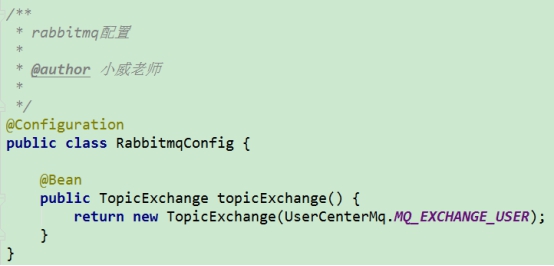 /**
 * rabbitmq配置
 *
 * @author 小威老师
 *
 */
@Configuration
public class RabbitmqConfig {
    @Bean
    public TopicExchange topicExchange() {
        return new TopicExchange(UserCenterMq.MQ_EXCHANGE_USER);
    }
}